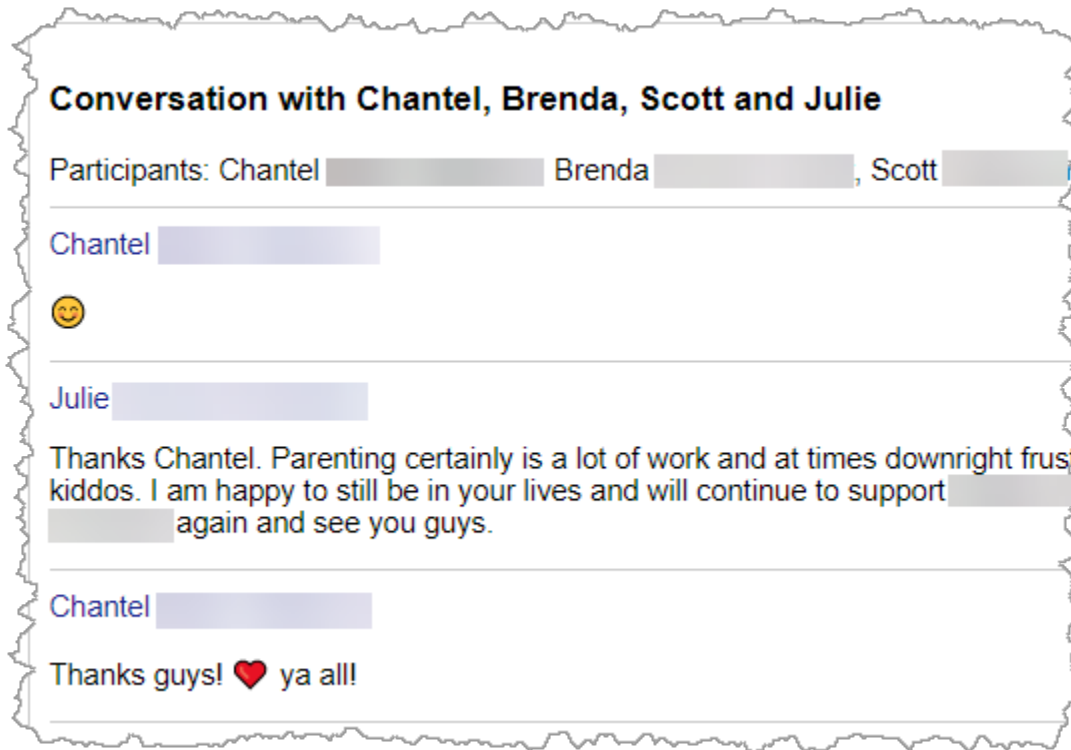 Conversation with Chantel, Brenda, Scott and Julie
Participants: Chantel Brenda , Scott
Chantel
😊
Julie
Thanks Chantel. Parenting certainly is a lot of work and at times downright
kiddos. I am happy to still be in your lives and will continue to support
again and see you guys.
Chantel
Thanks guys! ❤️ ya all!